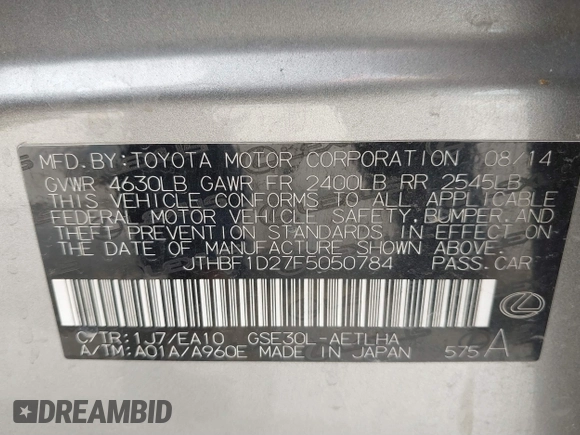 MFD.BY:TOYOTA MOTOR CORPORATION 08/14
GVWR 4630LB GAWR FR 2400LB RR 2545LB
THIS VEHICLE CONFORMS TO ALL APPLICABLE
FEDERAL MOTOR VEHICLE SAFETY, BUMPER, AND
THEFT PREVENTION STANDARDS IN EFFECT ON
THE DATE OF MANUFACTURE SHOWN ABOVE.
JTHBF1D27F5050784 PASS.CAR
C/TR:1J7/EA10 GSE30L-AETLHA
A/TM:A01A/A960E MADE IN JAPAN 575 A
DREAMBID